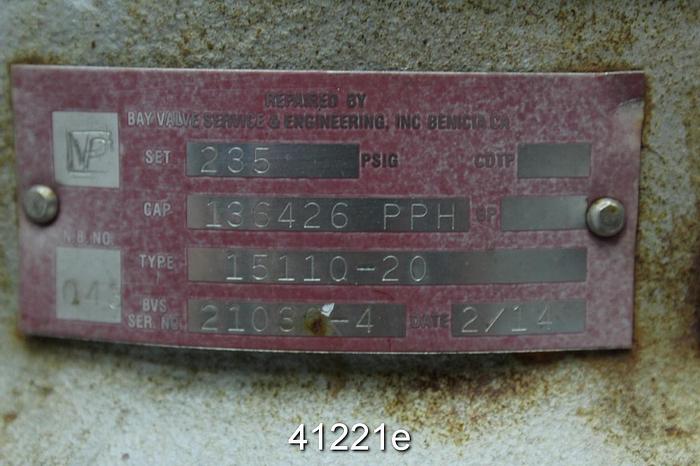 REPAIRED BY
BAY VALVE SERVICE & ENGINEERING, INC BENICIA CA
VR
SET 235 PSIG CDTP
CAP 136426 PPH BP
N.B. NO.
TYPE 15110-20
BVS
SER. NO. DATE 2/14
41221e